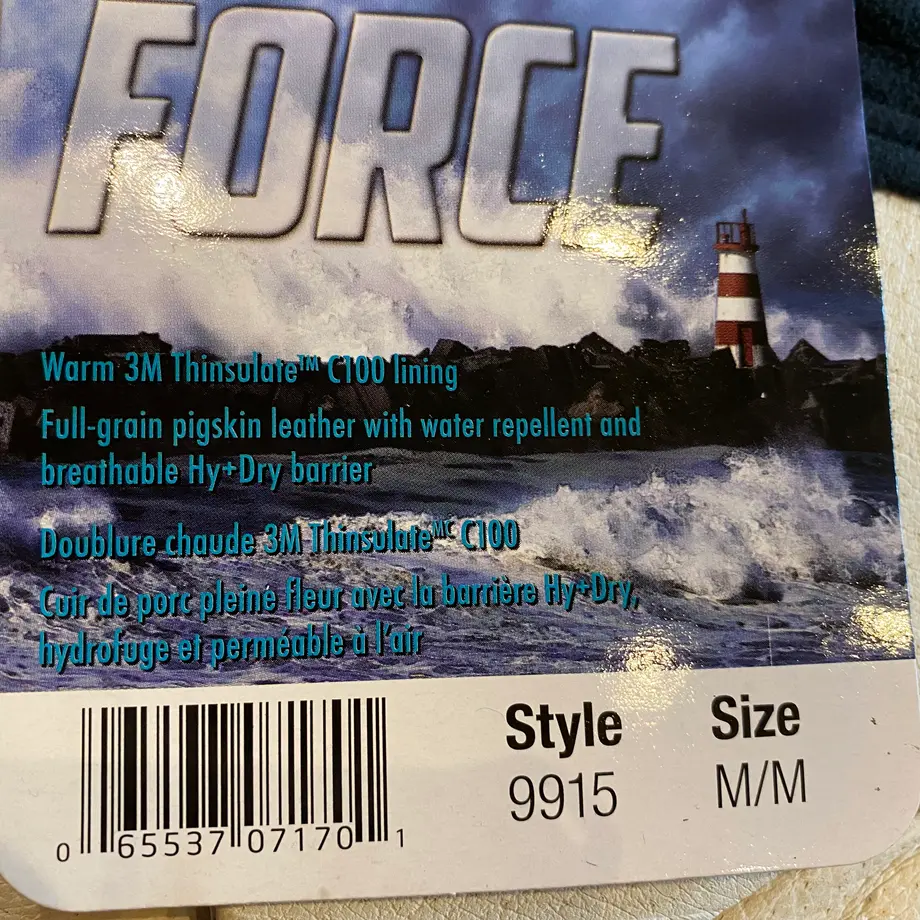 FORCE
Warm 3M Thinsulate™ C100 lining
Full-grain pigskin leather with water repellent and
breathable Hy+Dry barrier
Doublure chaude 3M Thinsulate ᴹᶜ C100
Cuir de porc pleine fleur avec la barrière Hy+Dry,
hydrofuge et perméable à l'air
Style
9915
Size
M/M
0 65537 07170 1